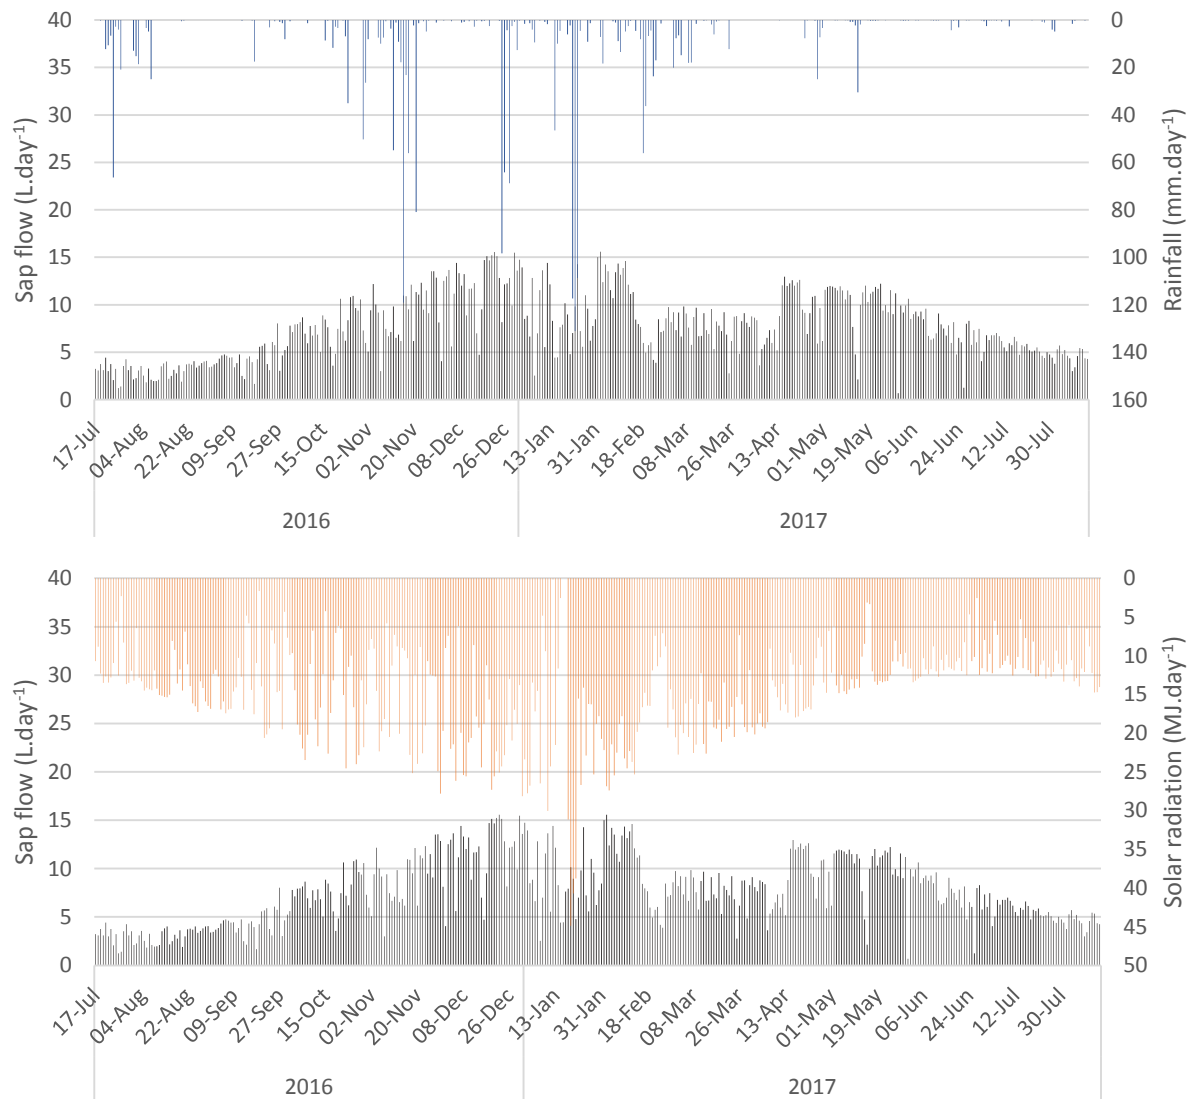 40
35
30
25
20
15
10
5
0
Sap flow (L.day⁻¹)
0
20
40
60
80
100
120
140
160
Rainfall (mm.day⁻¹)
17-Jul
04-Aug
22-Aug
09-Sep
27-Sep
15-Oct
02-Nov
20-Nov
08-Dec
26-Dec
13-Jan
31-Jan
18-Feb
08-Mar
26-Mar
13-Apr
01-May
19-May
06-Jun
24-Jun
12-Jul
30-Jul
2016
2017
40
35
30
25
20
15
10
5
0
Sap flow (L.day⁻¹)
0
5
10
15
20
25
30
35
40
45
50
Solar radiation (MJ.day⁻¹)
17-Jul
04-Aug
22-Aug
09-Sep
27-Sep
15-Oct
02-Nov
20-Nov
08-Dec
26-Dec
13-Jan
31-Jan
18-Feb
08-Mar
26-Mar
13-Apr
01-May
19-May
06-Jun
24-Jun
12-Jul
30-Jul
2016
2017